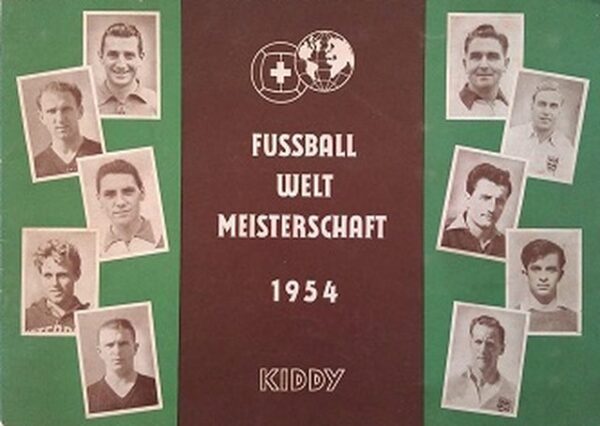 FUSSBALL
WELT
MEISTERSCHAFT
1954
KIDDY